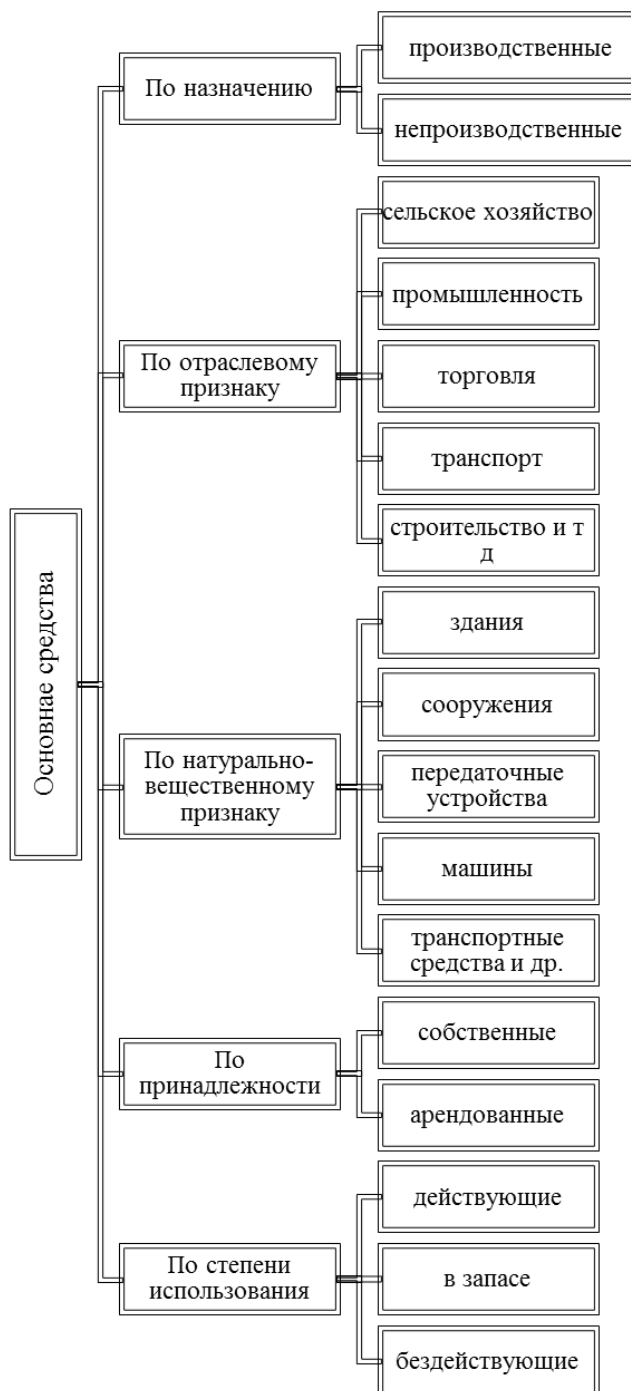 Основнае средства
По назначению
производственные
непроизводственные
По отраслевому
признаку
сельское хозяйство
промышленность
торговля
транспорт
строительство и т
д
По натурально-
вещественному
признаку
здания
сооружения
передаточные
устройства
машины
транспортные
средства и др.
По
принадлежности
собственные
арендованные
По степени
использования
действующие
в запасе
бездействующие